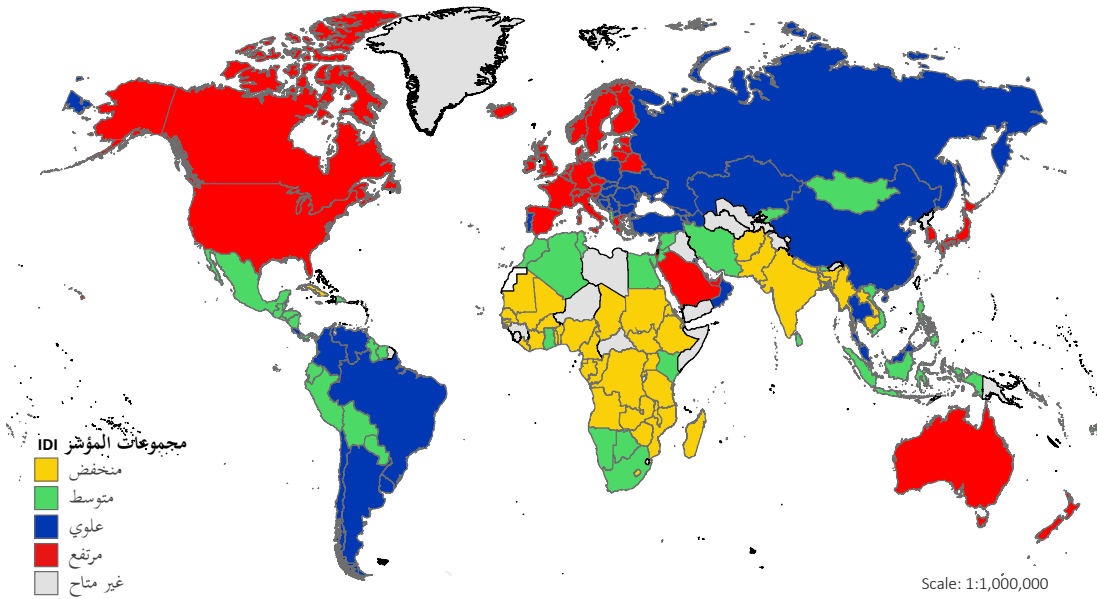 مجموعات المؤشر IDI
منخفض
متوسط
علوي
مرتفع
غير متاح
Scale: 1:1,000,000